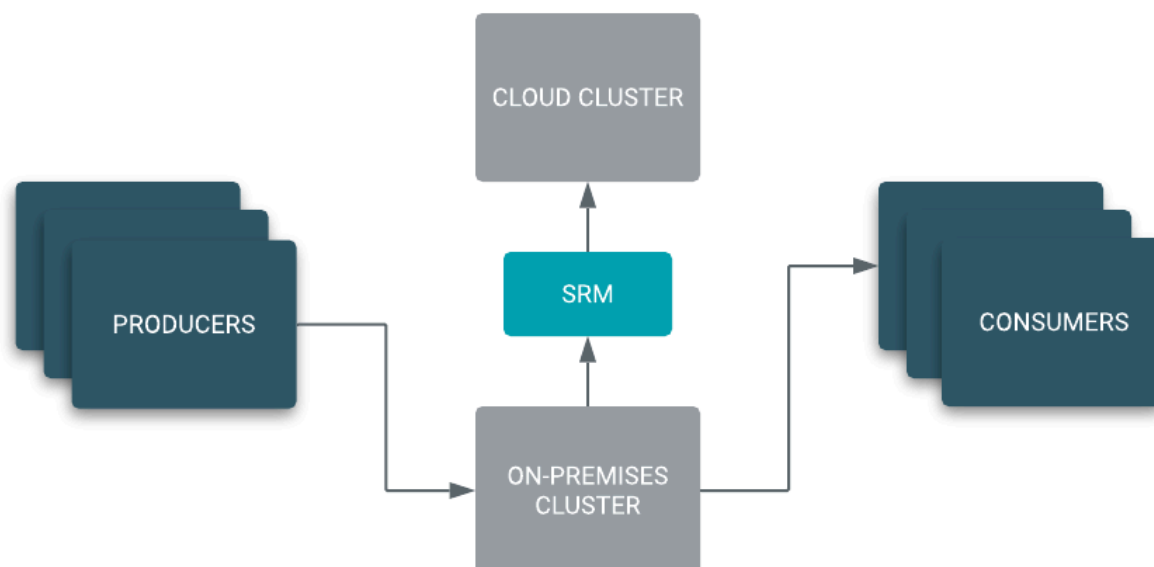 CLOUD CLUSTER
SRM
PRODUCERS
CONSUMERS
ON-PREMISES
CLUSTER